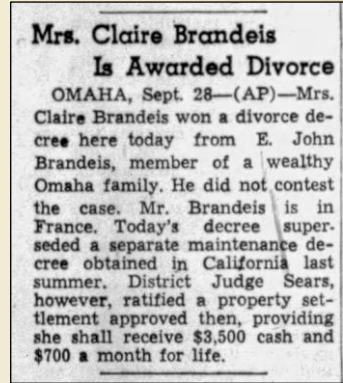 Mrs. Claire Brandeis
Is Awarded Divorce
OMAHA, Sept. 28—(AP)—Mrs.
Claire Brandeis won a divorce de-
cree here today from E. John
Brandeis, member of a wealthy
Omaha family. He did not contest
the case. Mr. Brandeis is in
France. Today's decree super-
seded a separate maintenance de-
cree obtained in California last
summer. District Judge Sears,
however, ratified a property set-
tlement approved then, providing
she shall receive $3,500 cash and
$700 a month for life.